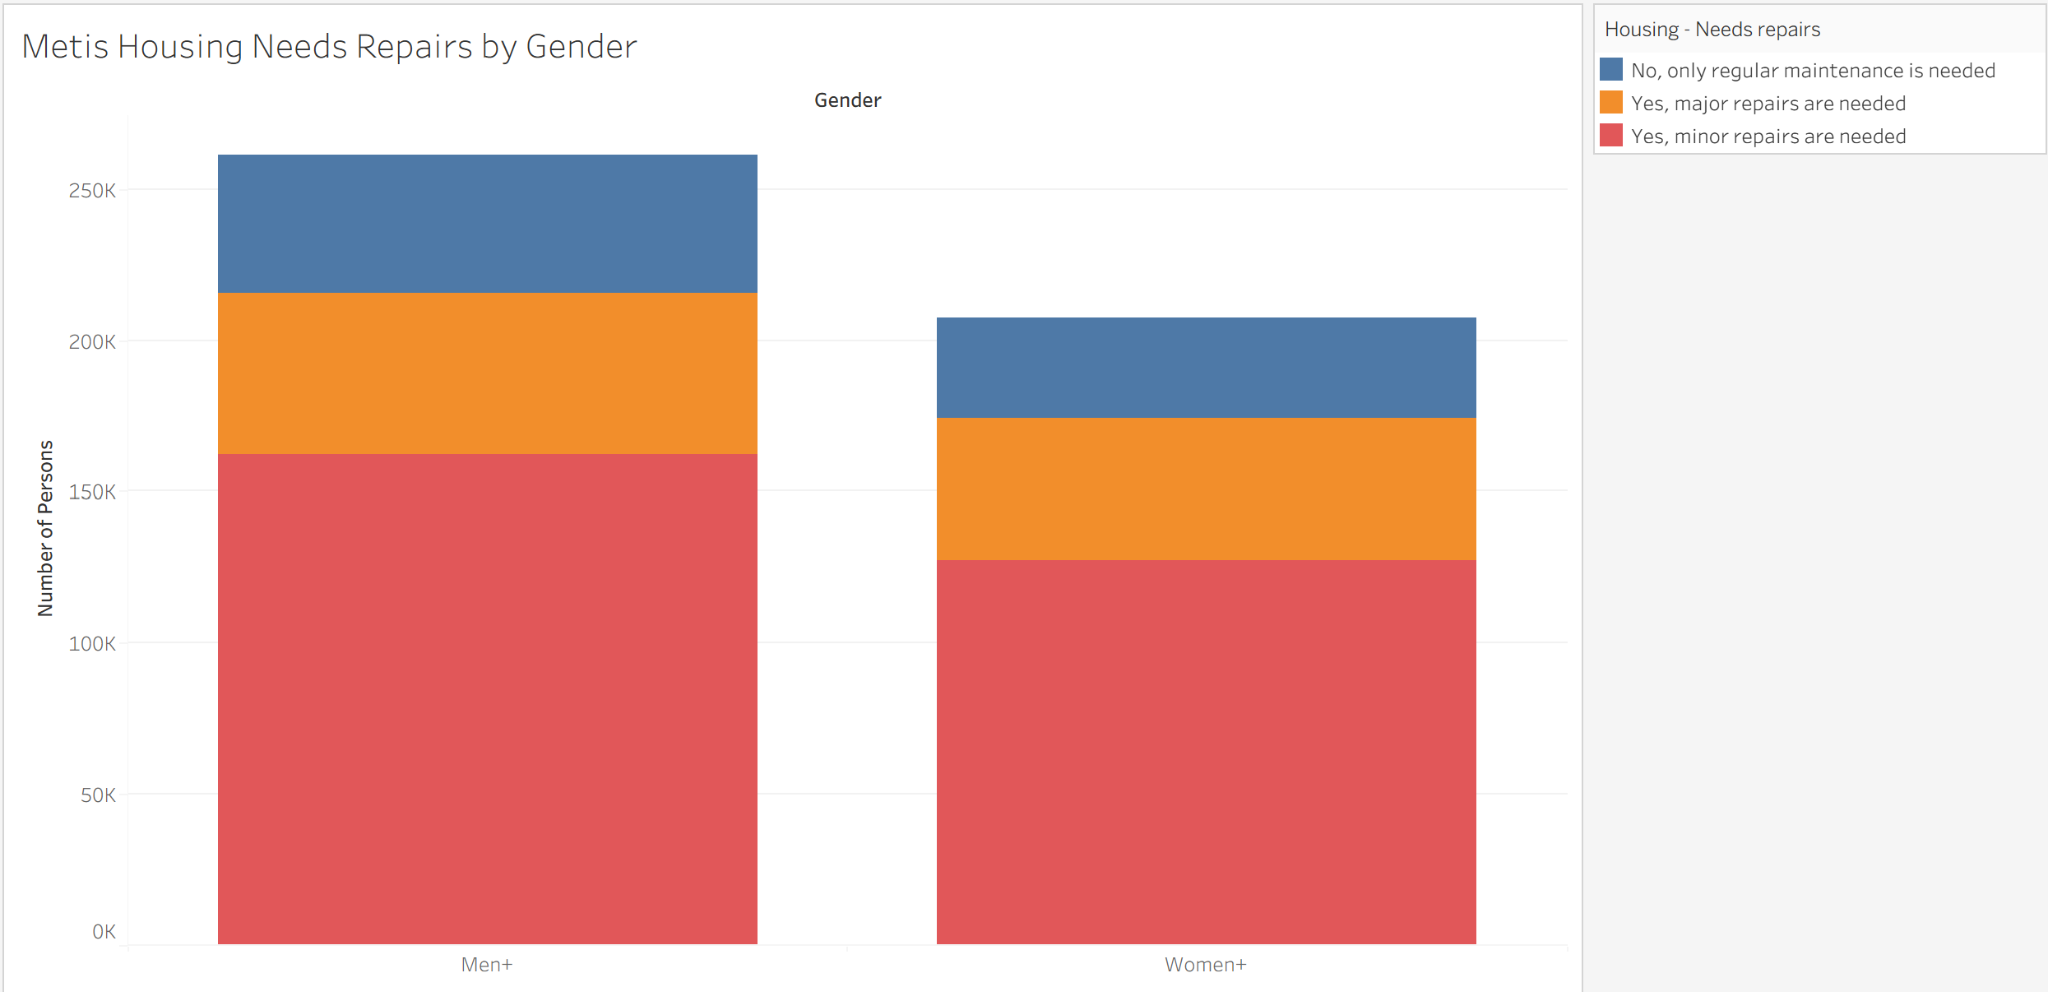 Metis Housing Needs Repairs by Gender
Gender
250K
200K
150K
100K
50K
0K
Number of Persons
Men+
Women+
Housing - Needs repairs
No, only regular maintenance is needed
Yes, major repairs are needed
Yes, minor repairs are needed